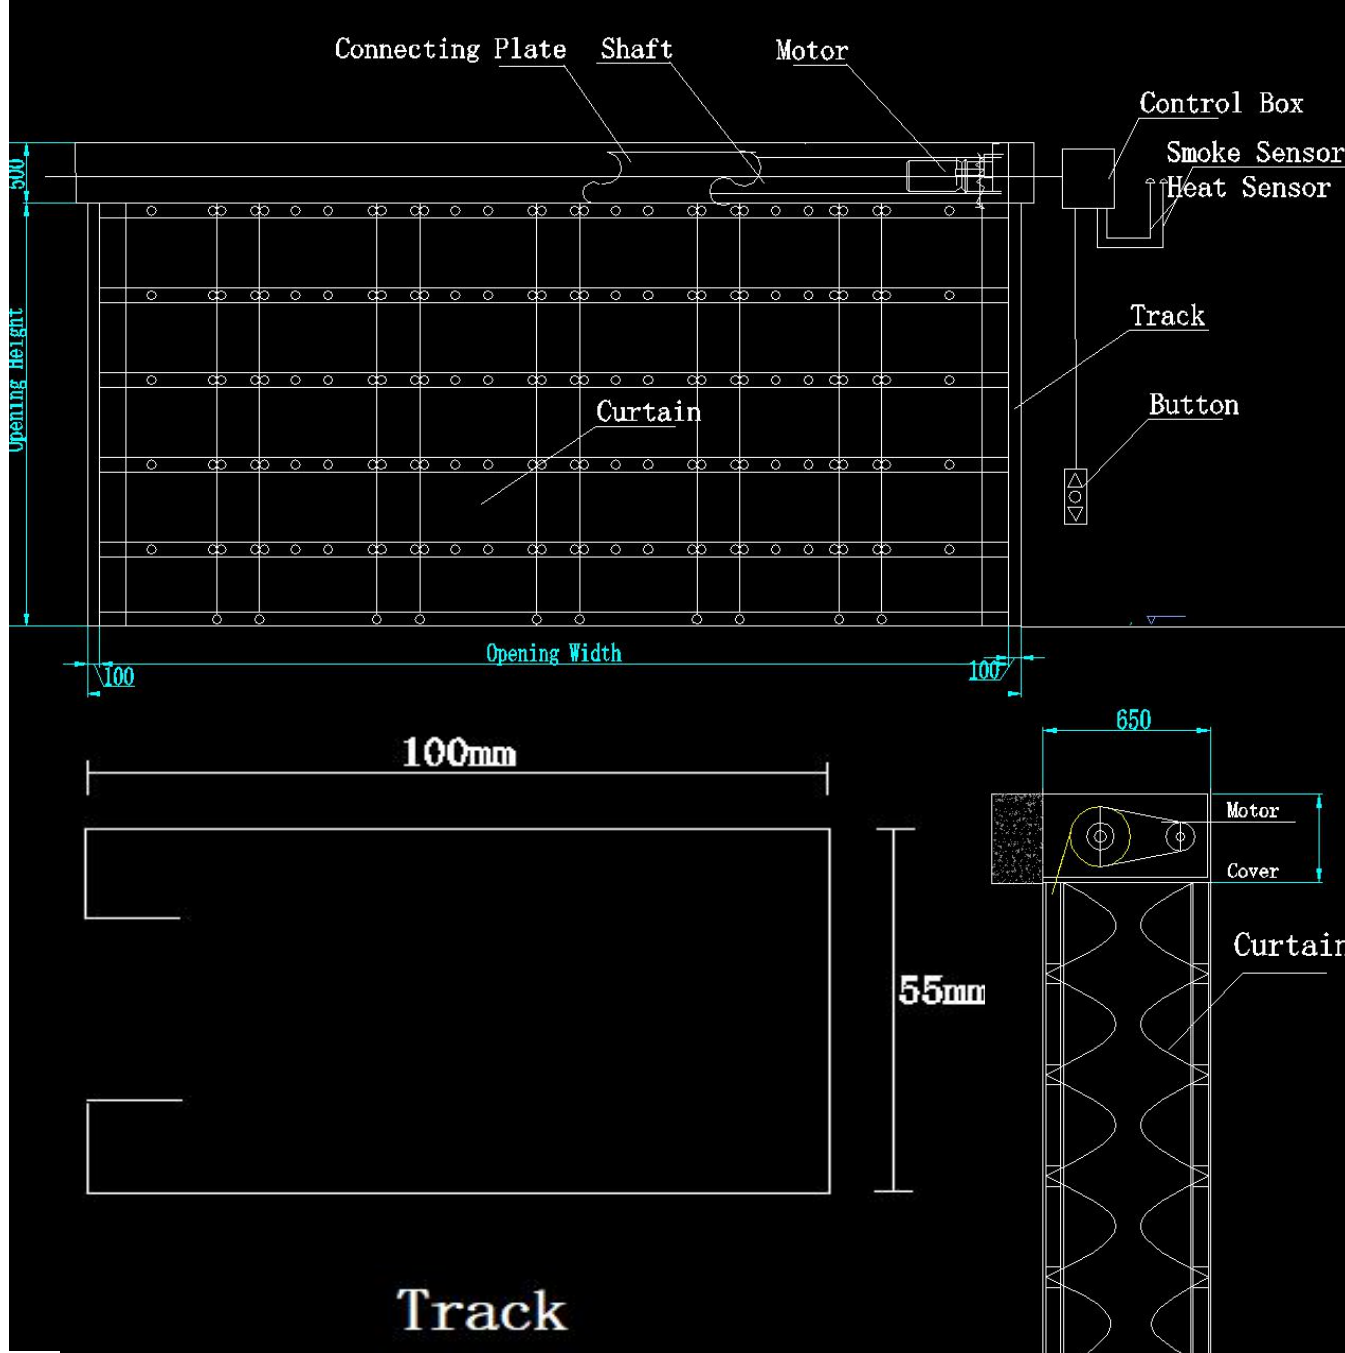 Connecting Plate
Shaft
Motor
Control Box
Smoke Sensor
Heat Sensor
500
Opening Height
Track
Button
Curtain
Opening Width
100
100
650
100mm
Motor
Cover
Curtain
55mm
Track